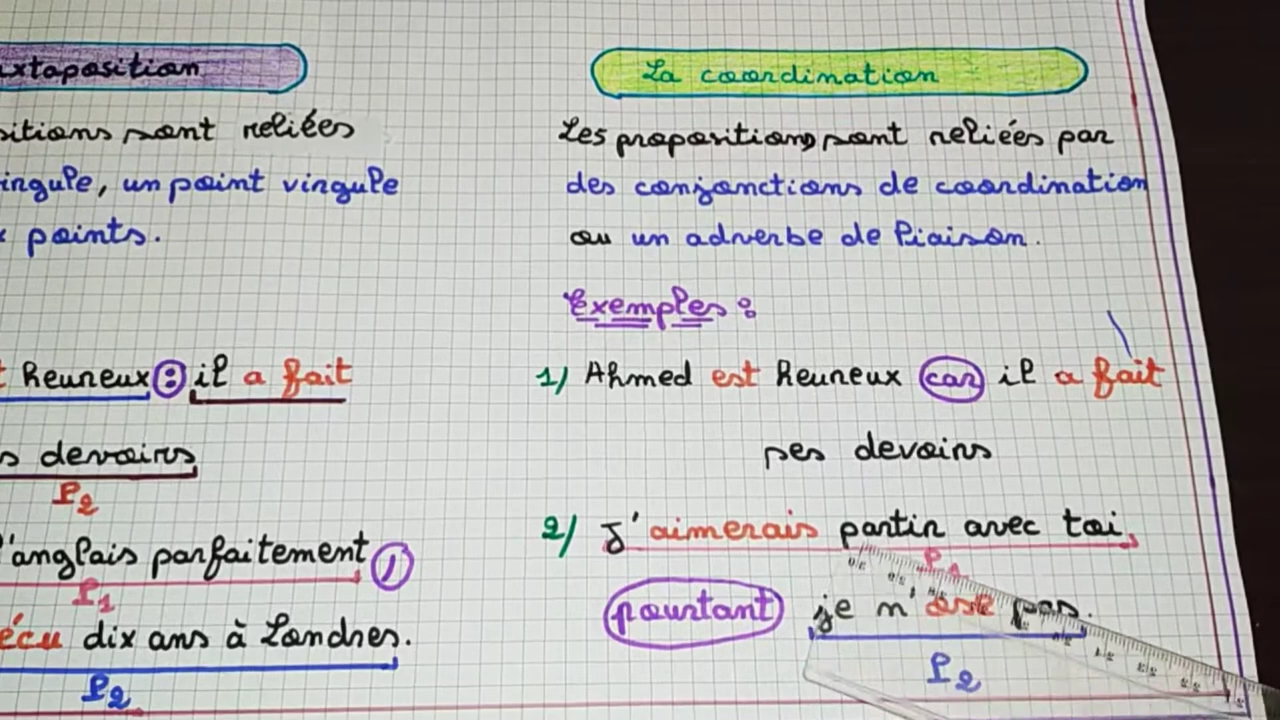 uxtaposition
sitions sont reliées
irgule, un point virgule
x points.
t heureux : il a fait
s devoirs
P2
l'anglais parfaitement ;
P1
écu dix ans à Londres.
P2
La coordination
Les propositions sont reliées par
des conjonctions de coordination
ou un adverbe de liaison.
Exemples :
1) Ahmed est heureux car il a fait
ses devoirs
2) J'aimerais partir avec toi,
P1
pourtant je n'ose pas.
P2